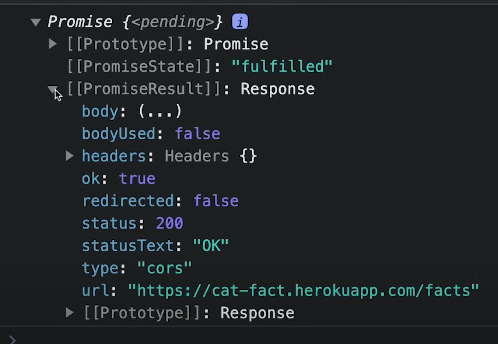 Promise {<pending>} i
[[Prototype]]: Promise
[[PromiseState]]: "fulfilled"
[[PromiseResult]]: Response
body: (...)
bodyUsed: false
headers: Headers {}
ok: true
redirected: false
status: 200
statusText: "OK"
type: "cors"
url: "https://cat-fact.herokuapp.com/facts"
[[Prototype]]: Response